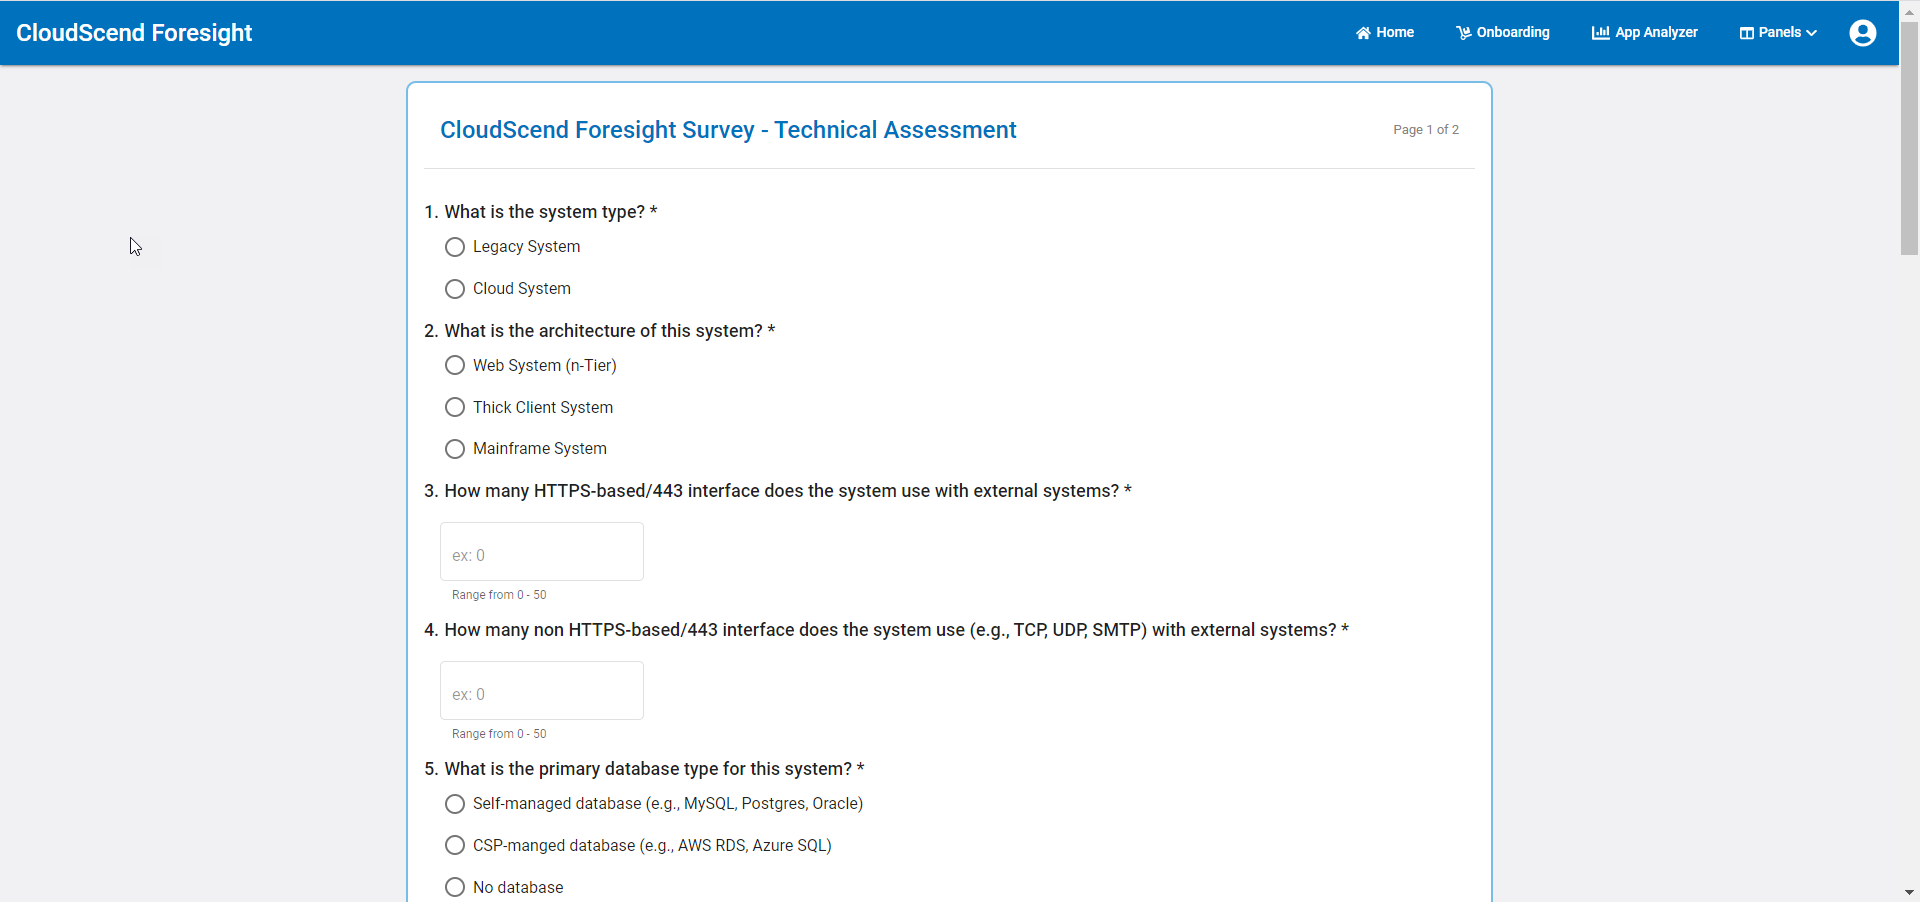 CloudScend Foresight
Home
Onboarding
App Analyzer
Panels
CloudScend Foresight Survey - Technical Assessment
Page 1 of 2
1. What is the system type? *
Legacy System
Cloud System
2. What is the architecture of this system? *
Web System (n-Tier)
Thick Client System
Mainframe System
3. How many HTTPS-based/443 interface does the system use with external systems? *
ex: 0
Range from 0 - 50
4. How many non HTTPS-based/443 interface does the system use (e.g., TCP, UDP, SMTP) with external systems? *
ex: 0
Range from 0 - 50
5. What is the primary database type for this system? *
Self-managed database (e.g., MySQL, Postgres, Oracle)
CSP-manged database (e.g., AWS RDS, Azure SQL)
No database